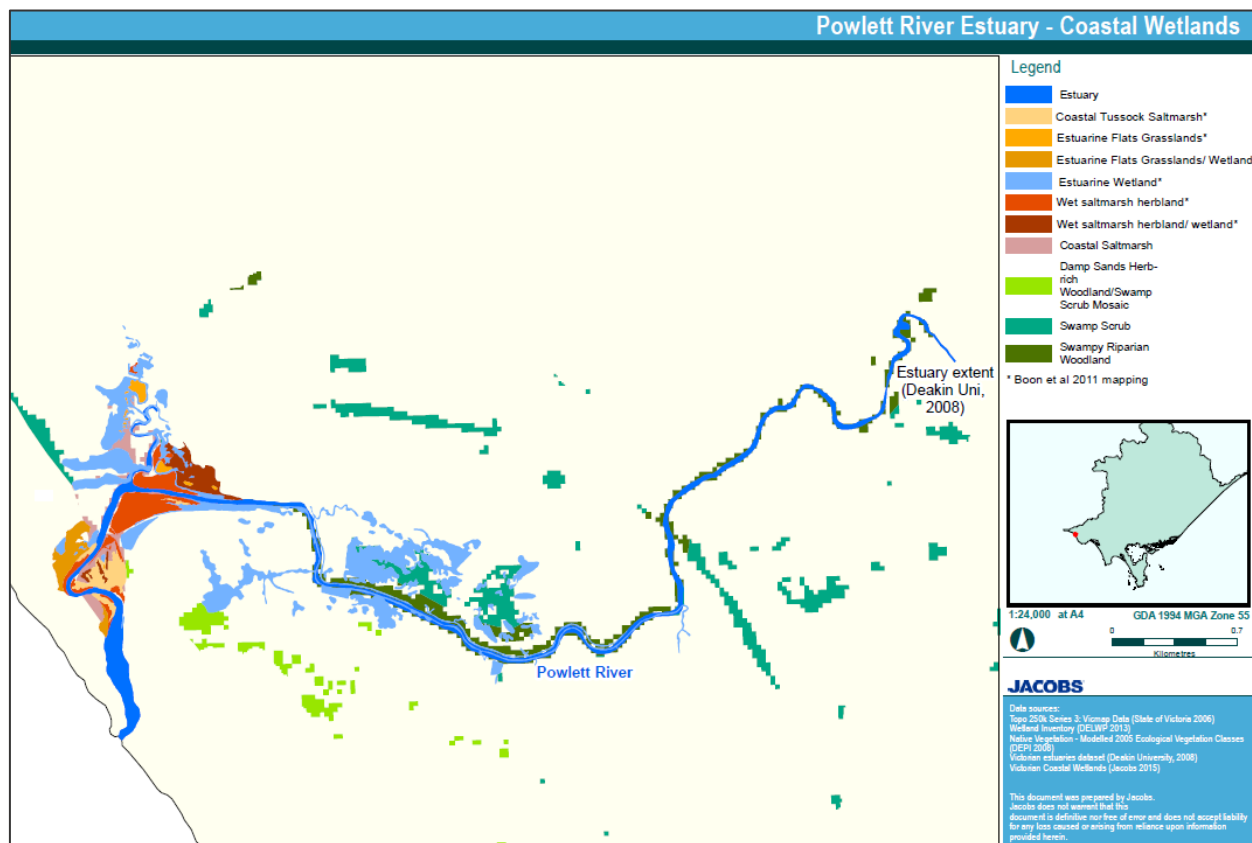 Powlett River Estuary - Coastal Wetlands
Legend
Estuary
Coastal Tussock Saltmarsh*
Estuarine Flats Grasslands*
Estuarine Flats Grasslands/ Wetland
Estuarine Wetland*
Wet saltmarsh herbland*
Wet saltmarsh herbland/ wetland*
Coastal Saltmarsh
Damp Sands Herb-
rich
Woodland/Swamp
Scrub Mosaic
Swamp Scrub
Swampy Riparian
Woodland
* Boon et al 2011 mapping
Estuary extent
(Deakin Uni,
2008)
Powlett River
1:24,000 at A4
GDA 1994 MGA Zone 55
0
0.7
Kilometres
JACOBS
Data sources:
Topo 250k Series 3: Vicmap Data (State of Victoria 2006)
Wetland Inventory (DELWP 2013)
Native Vegetation - Modelled 2005 Ecological Vegetation Classes
(DEPI 2008)
Victorian estuaries dataset (Deakin University, 2008)
Victorian Coastal Wetlands (Jacobs 2015)
This document was prepared by Jacobs.
Jacobs does not warrant that this
document is definitive nor free of error and does not accept liability
for any loss caused or arising from reliance upon information
provided herein.